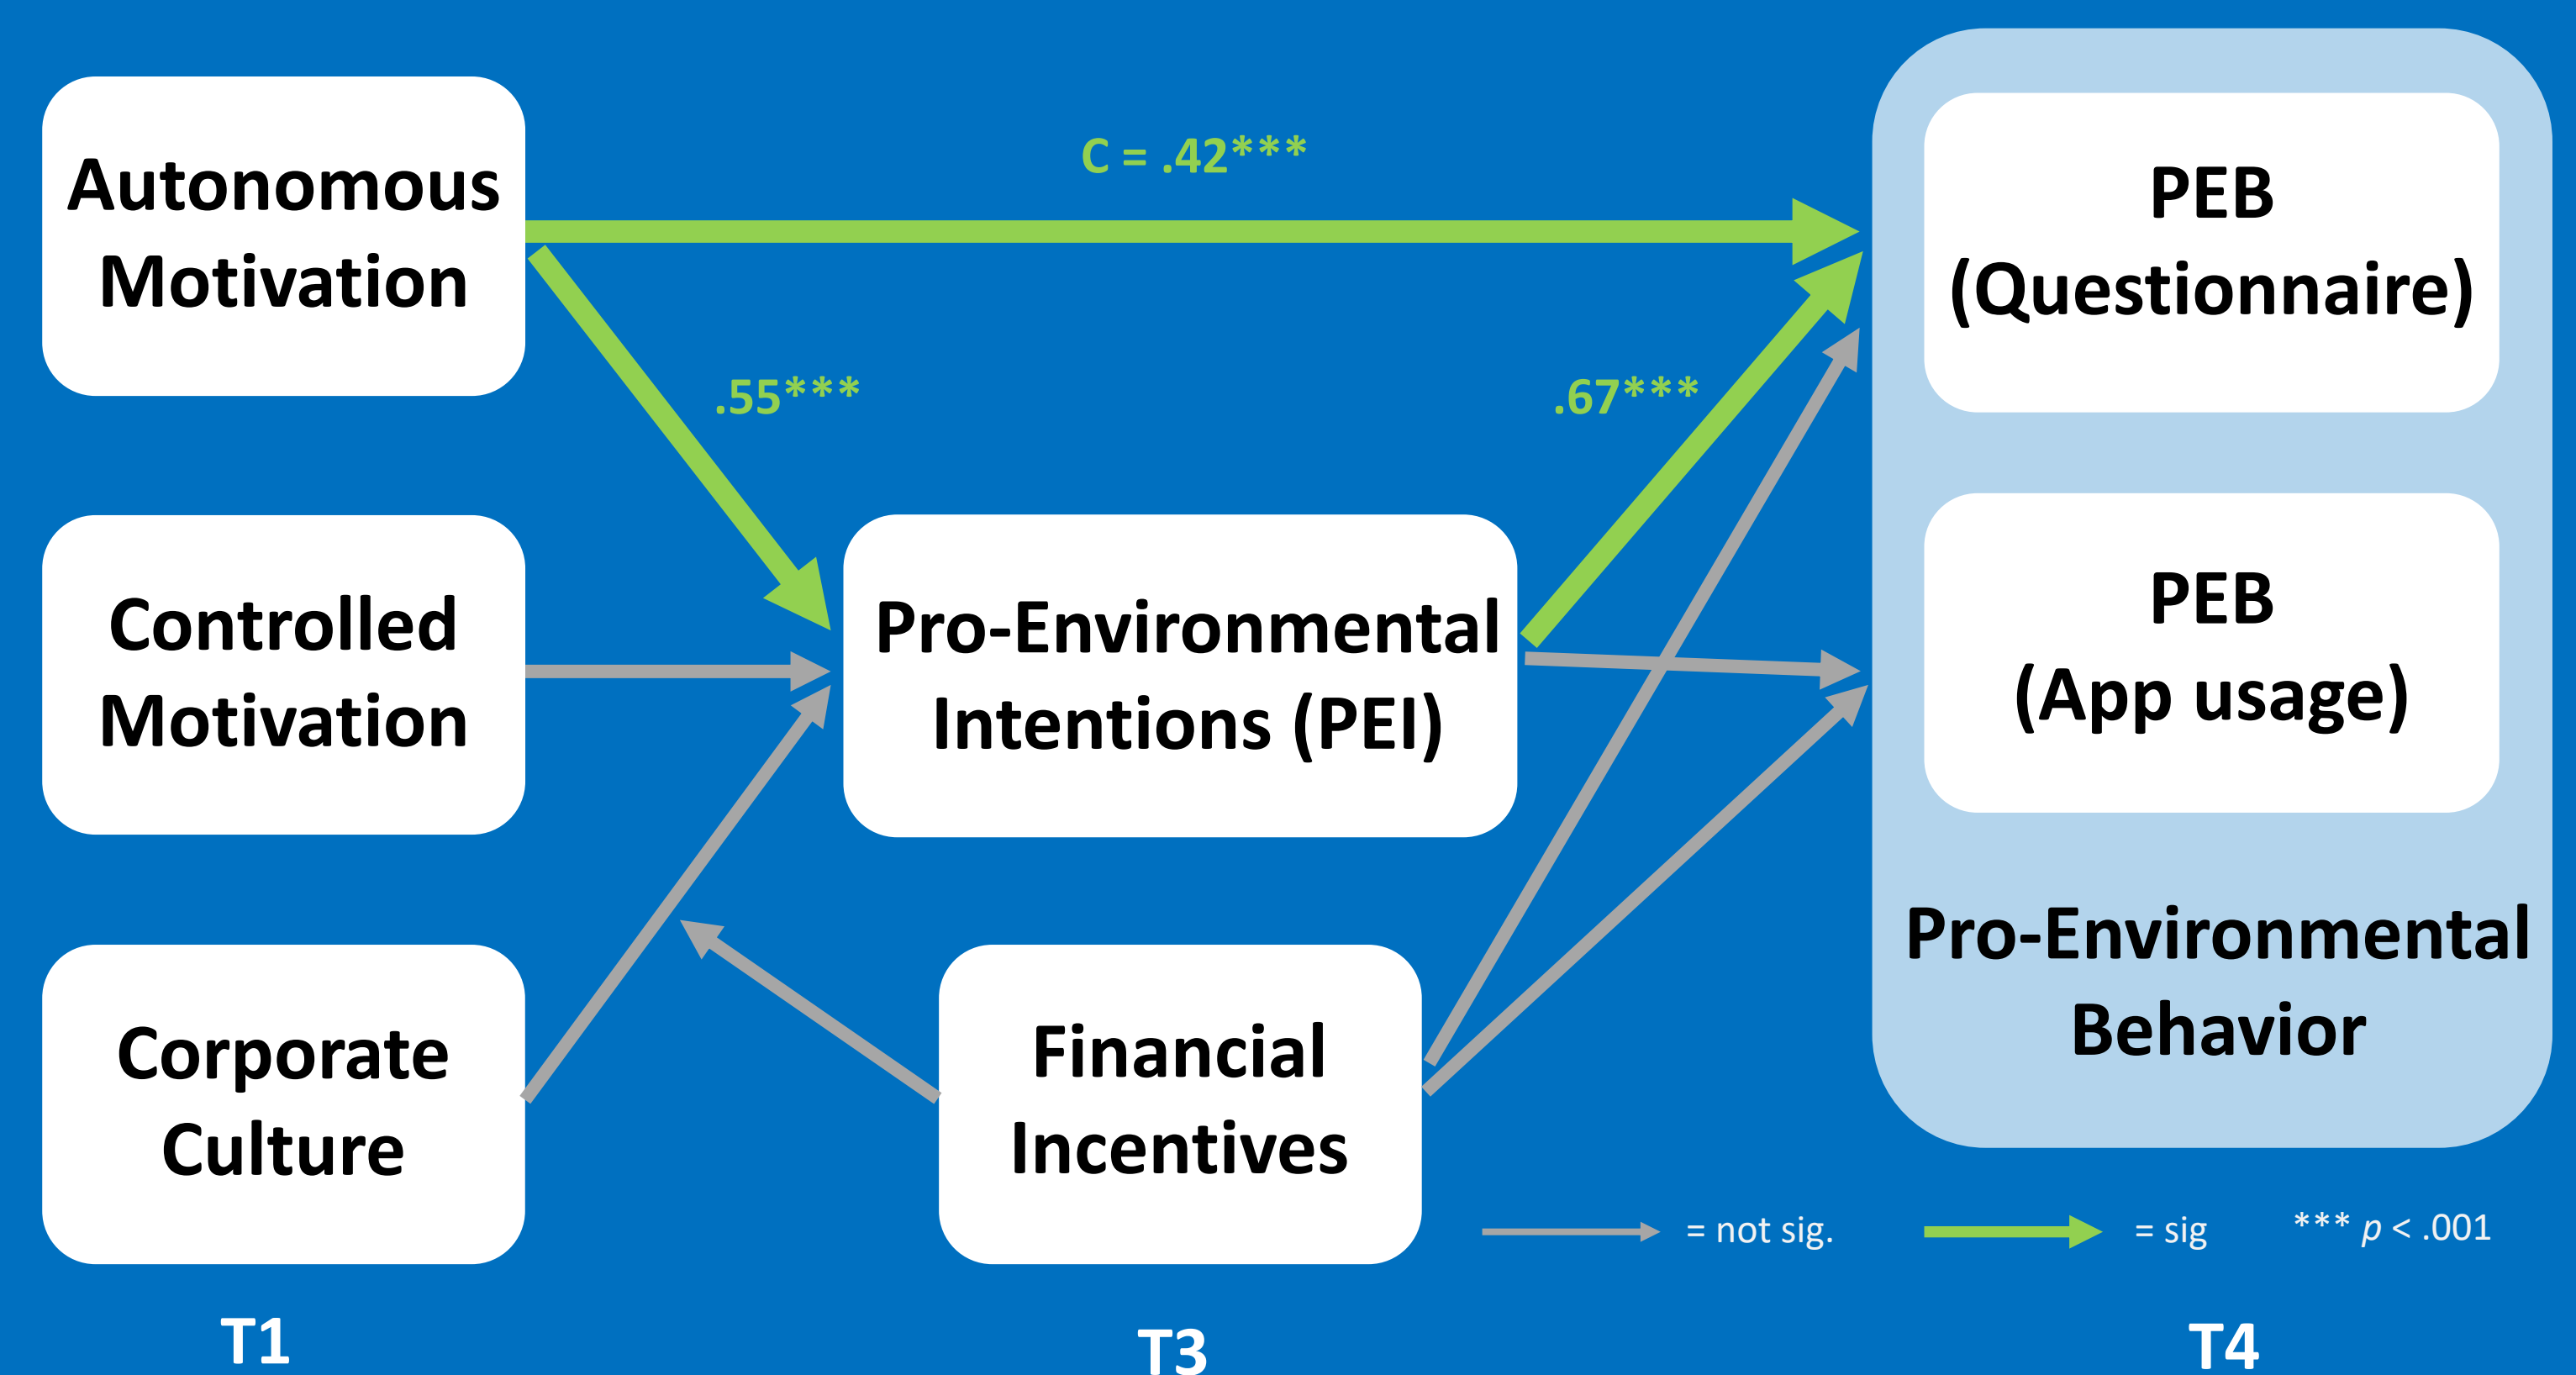 Autonomous
Motivation
C = .42***
PEB
(Questionnaire)
.55***
.67***
Controlled
Motivation
Pro-Environmental
Intentions (PEI)
PEB
(App usage)
Pro-Environmental
Behavior
Corporate
Culture
Financial
Incentives
= not sig.
= sig
*** p < .001
T1
T3
T4